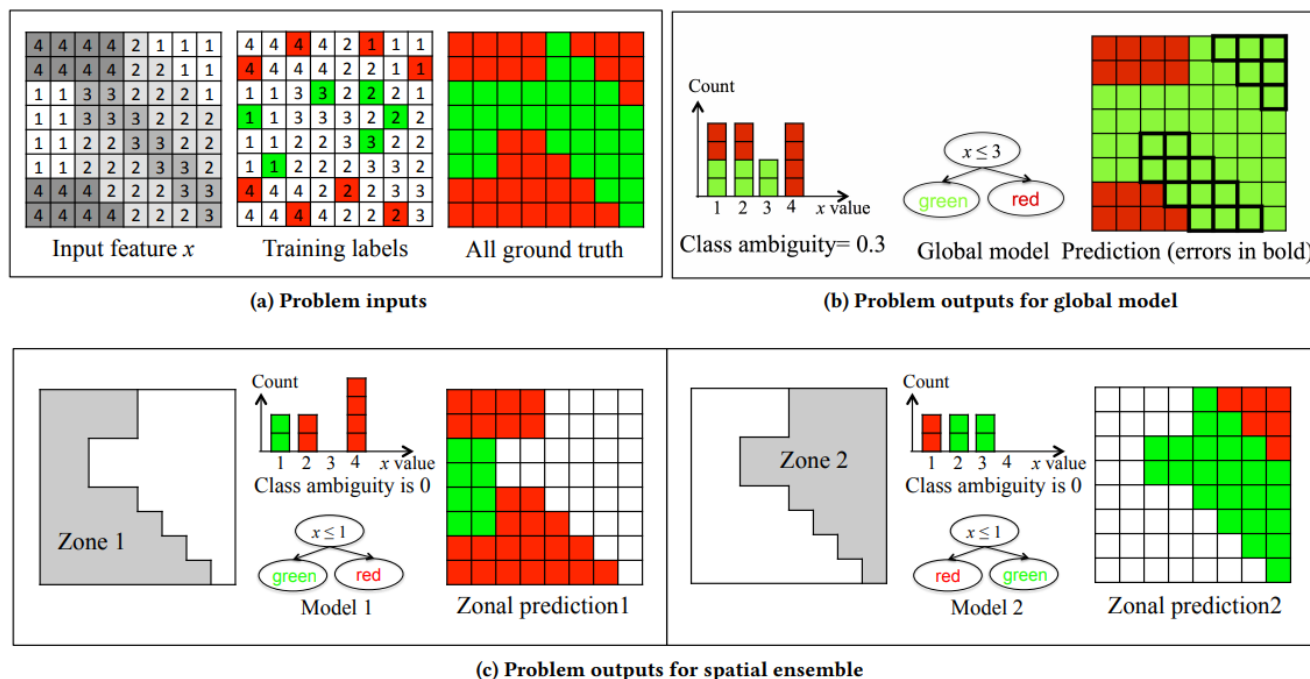 4 4 4 4 2 1 1 1
4 4 4 4 2 2 1 1
1 1 3 3 2 2 2 1
1 1 3 3 3 2 2 2
1 1 2 2 3 3 2 2
1 1 2 2 2 3 3 2
4 4 4 2 2 2 3 3
4 4 4 4 2 2 2 3
Input feature x
4 4 4 4 2 1 1 1
4 4 4 4 2 2 1 1
1 1 3 3 2 2 2 1
1 1 3 3 3 2 2 2
1 1 2 2 3 3 2 2
1 1 2 2 2 3 3 2
4 4 4 2 2 2 3 3
4 4 4 4 2 2 2 3
Training labels
All ground truth
(a) Problem inputs
Count
1 2 3 4 x value
Class ambiguity= 0.3
x ≤ 3
green red
Global model
Prediction (errors in bold)
(b) Problem outputs for global model
Zone 1
Count
1 2 3 4 x value
Class ambiguity is 0
x ≤ 1
green red
Model 1
Zonal prediction1
Zone 2
Count
1 2 3 4 x value
Class ambiguity is 0
x ≤ 1
red green
Model 2
Zonal prediction2
(c) Problem outputs for spatial ensemble